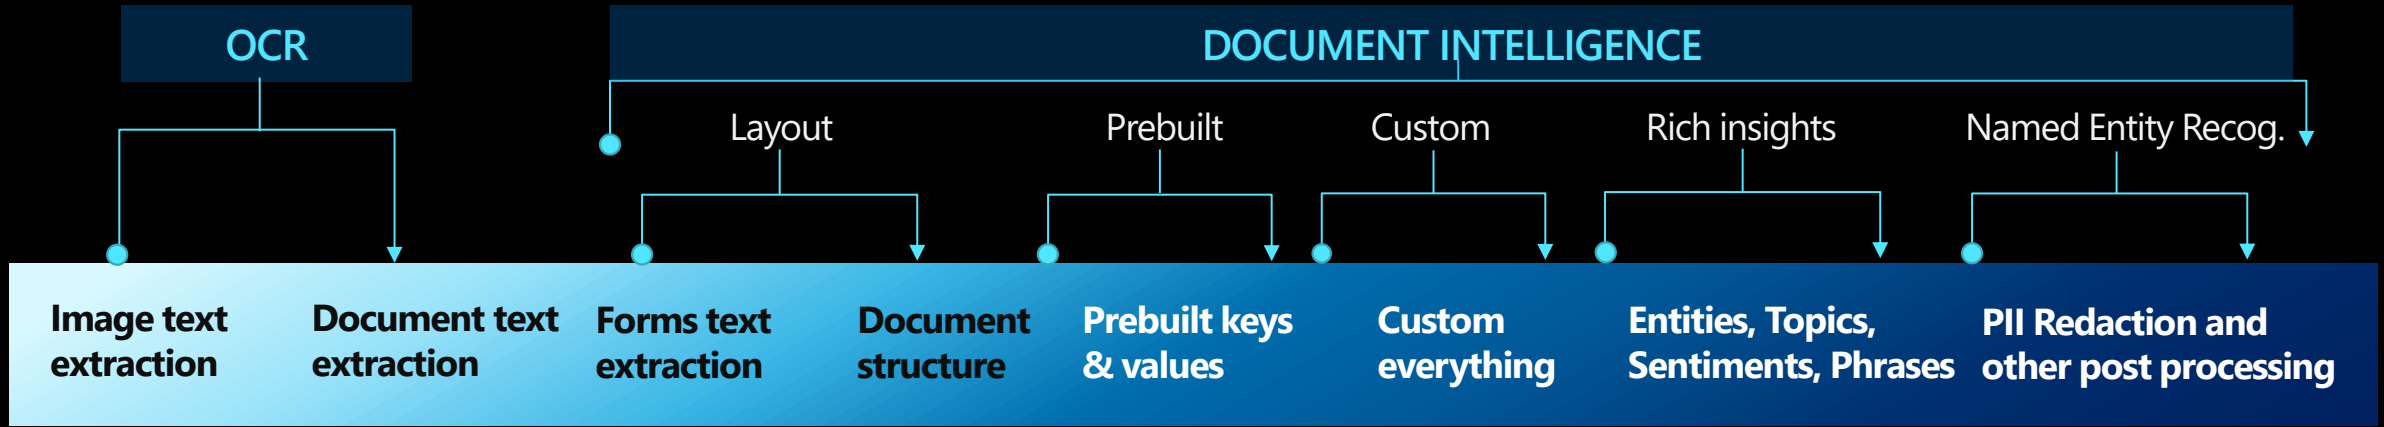 OCR
DOCUMENT INTELLIGENCE
Layout
Prebuilt
Custom
Rich insights
Named Entity Recog.
Image text
extraction
Document text
extraction
Forms text
extraction
Document
structure
Prebuilt keys
& values
Custom
everything
Entities, Topics,
Sentiments, Phrases
PII Redaction and
other post processing